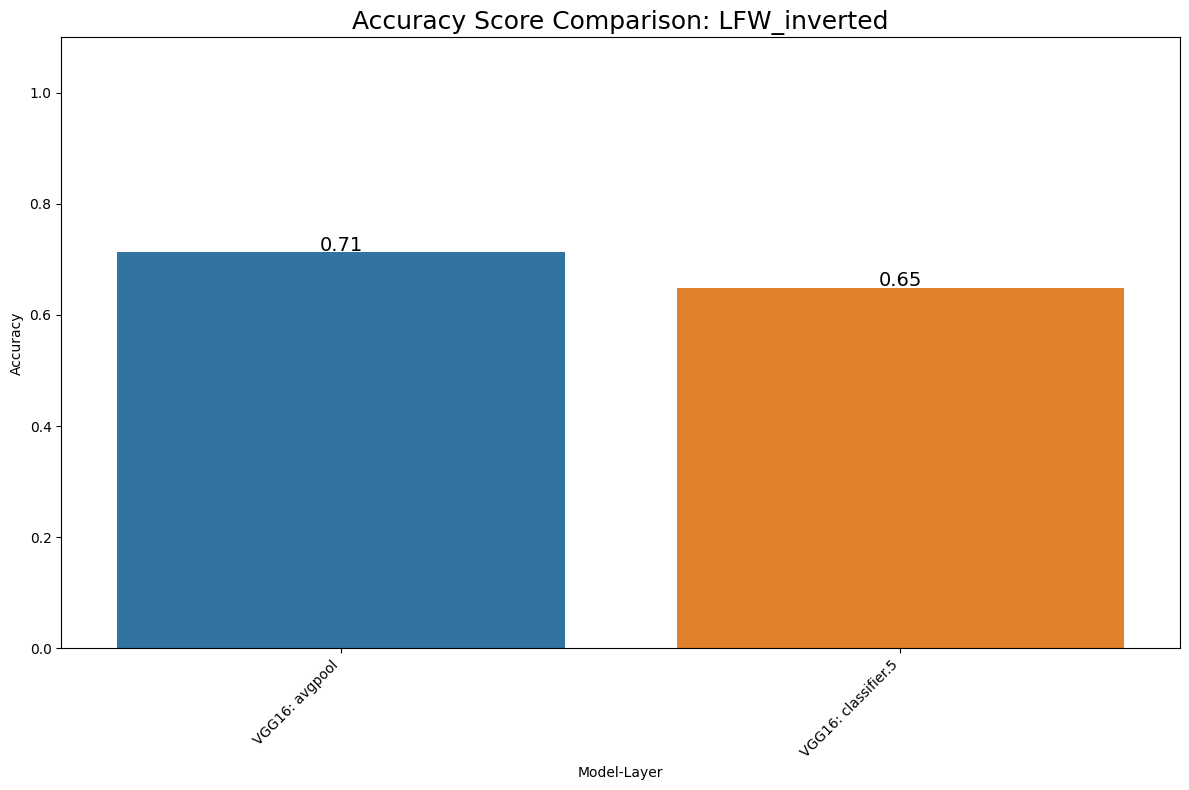 Accuracy Score Comparison: LFW_inverted
1.0
0.8
0.6
0.4
0.2
0.0
Accuracy
0.71
0.65
VGG16: avgpool
VGG16: classifier.5
Model-Layer